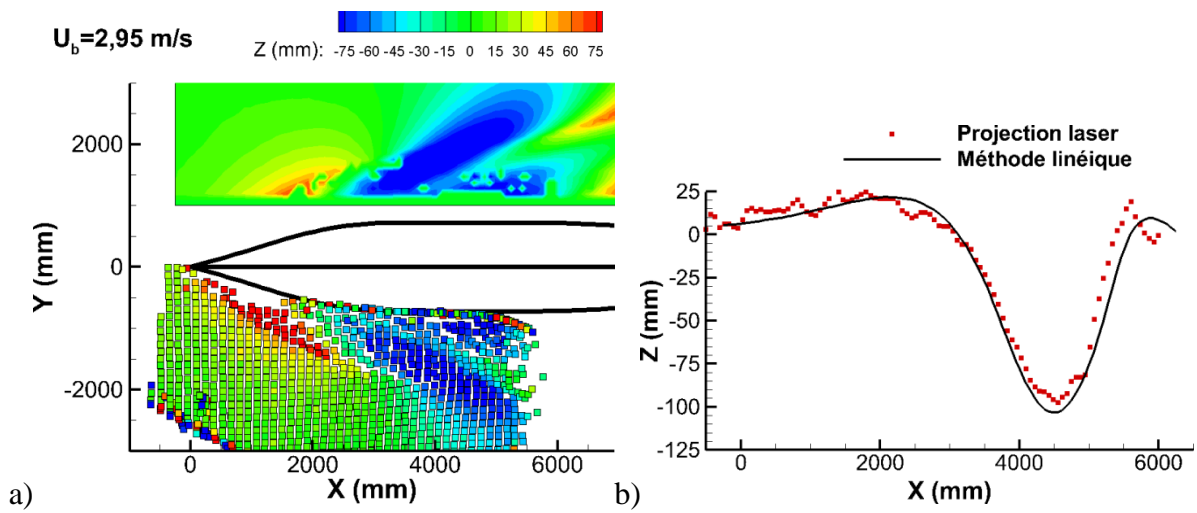 U_b=2,95 m/s
Z (mm): -75 -60 -45 -30 -15 0 15 30 45 60 75
2000
0
-2000
Y (mm)
0 2000 4000 6000
X (mm)
a)
Projection laser
Méthode linéique
25
0
-25
-50
-75
-100
-125
Z (mm)
0 2000 4000 6000
X (mm)
b)